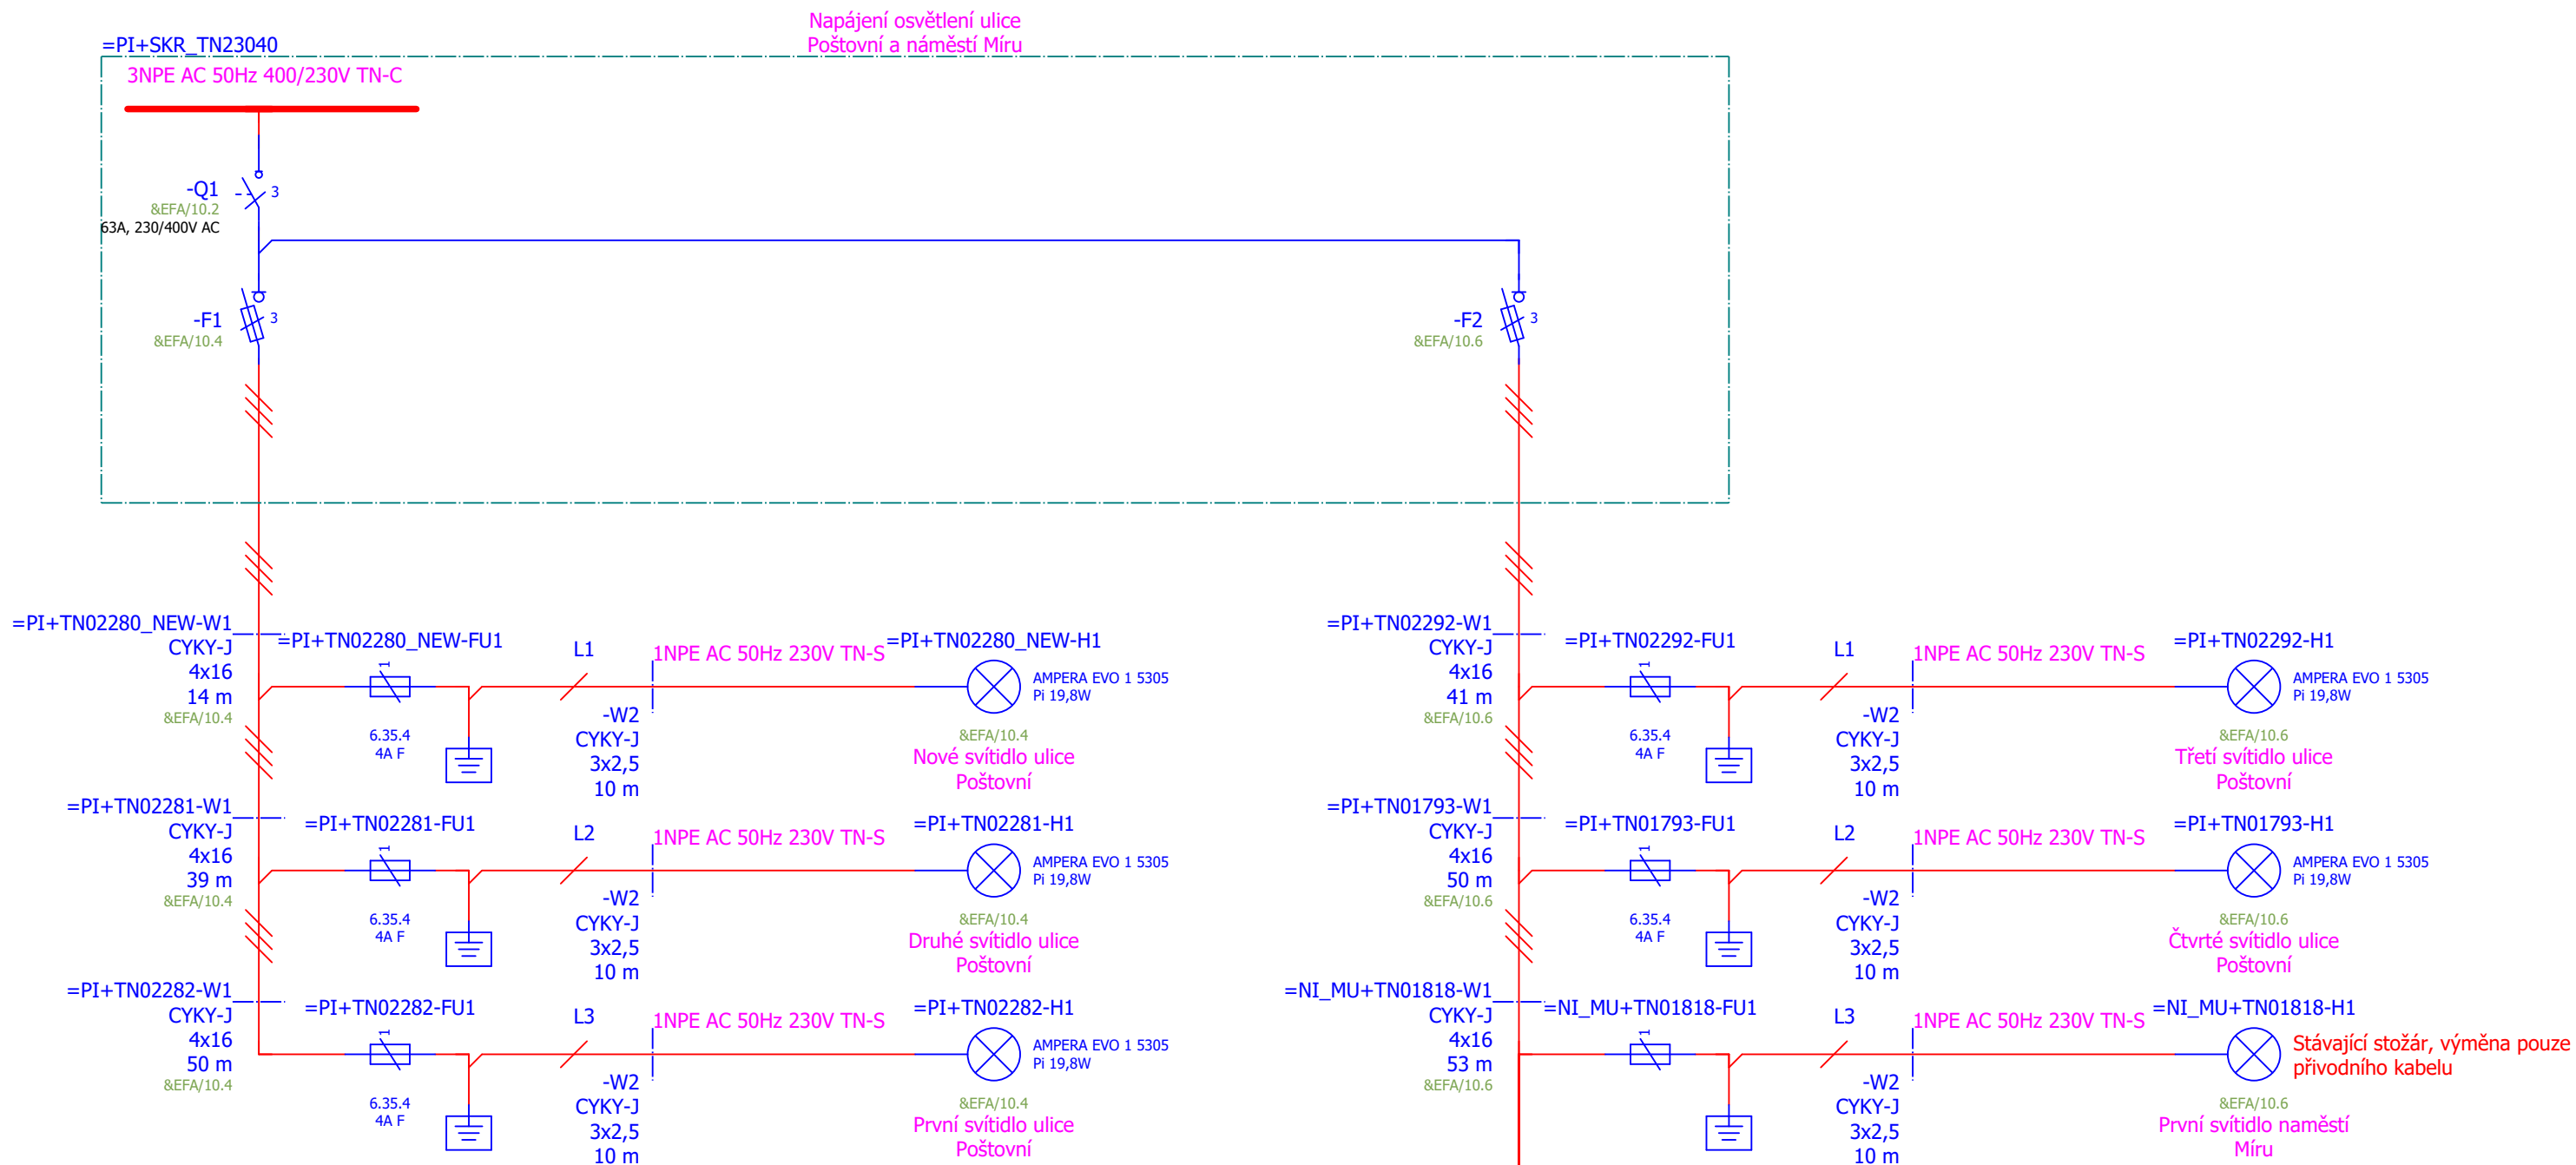 Napájení osvětlení ulice
Poštovní a náměstí Míru
=PI+SKR_TN23040
3NPE AC 50Hz 400/230V TN-C
-Q1
3
&EFA/10.2
63A, 230/400V AC
-F1
3
&EFA/10.4
-F2
3
&EFA/10.6
=PI+TN02280_NEW-W1
CYKY-J
4x16
14 m
&EFA/10.4
=PI+TN02280_NEW-FU1
1
6.35.4
4A F
L1
1NPE AC 50Hz 230V TN-S
-W2
CYKY-J
3x2,5
10 m
=PI+TN02280_NEW-H1
AMPERA EVO 1 5305
Pi 19,8W
&EFA/10.4
Nové svítidlo ulice
Poštovní
=PI+TN02281-W1
CYKY-J
4x16
39 m
&EFA/10.4
=PI+TN02281-FU1
1
6.35.4
4A F
L2
1NPE AC 50Hz 230V TN-S
-W2
CYKY-J
3x2,5
10 m
=PI+TN02281-H1
AMPERA EVO 1 5305
Pi 19,8W
&EFA/10.4
Druhé svítidlo ulice
Poštovní
=PI+TN02282-W1
CYKY-J
4x16
50 m
&EFA/10.4
=PI+TN02282-FU1
1
6.35.4
4A F
L3
1NPE AC 50Hz 230V TN-S
-W2
CYKY-J
3x2,5
10 m
=PI+TN02282-H1
AMPERA EVO 1 5305
Pi 19,8W
&EFA/10.4
První svítidlo ulice
Poštovní
=PI+TN02292-W1
CYKY-J
4x16
41 m
&EFA/10.6
=PI+TN02292-FU1
1
6.35.4
4A F
L1
1NPE AC 50Hz 230V TN-S
-W2
CYKY-J
3x2,5
10 m
=PI+TN02292-H1
AMPERA EVO 1 5305
Pi 19,8W
&EFA/10.6
Třetí svítidlo ulice
Poštovní
=PI+TN01793-W1
CYKY-J
4x16
50 m
&EFA/10.6
=PI+TN01793-FU1
1
6.35.4
4A F
L2
1NPE AC 50Hz 230V TN-S
-W2
CYKY-J
3x2,5
10 m
=PI+TN01793-H1
AMPERA EVO 1 5305
Pi 19,8W
&EFA/10.6
Čtvrté svítidlo ulice
Poštovní
=NI_MU+TN01818-W1
CYKY-J
4x16
53 m
&EFA/10.6
=NI_MU+TN01818-FU1
1
L3
1NPE AC 50Hz 230V TN-S
-W2
CYKY-J
3x2,5
10 m
=NI_MU+TN01818-H1
Stávající stožár, výměna pouze
přivodního kabelu
&EFA/10.6
První svítidlo naměstí
Míru